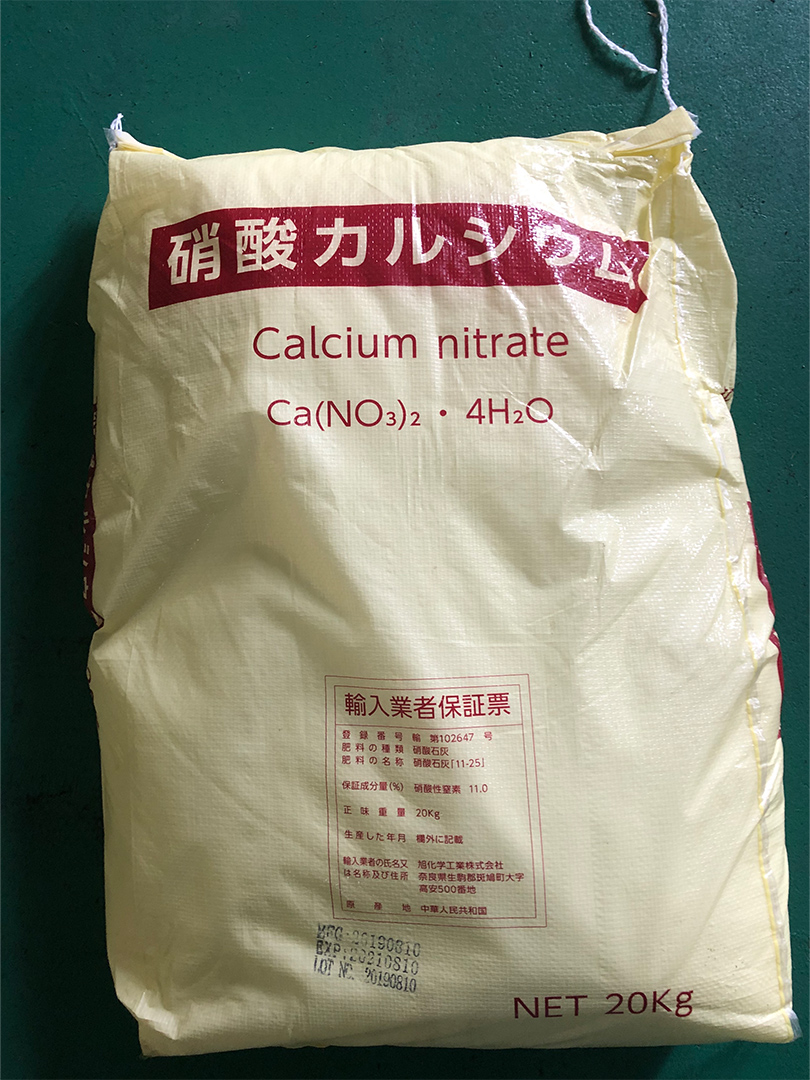 硝酸カルシウム
Calcium nitrate
Ca(NO₃)₂・4H₂O
輸入業者保証票
登録番号 輸 第102647 号
肥料の種類 硝酸石灰
肥料の名称 硝酸石灰「11-25」
保証成分量(%) 硝酸性窒素 11.0
正味重量 20Kg
生産した年月 欄外に記載
輸入業者の氏名又 旭化学工業株式会社
は名称及び住所 奈良県生駒郡斑鳩町大字
高安500番地
原産地 中華人民共和国
MFG:20190810
EXP:20210810
LOT NO. 20190810
NET 20Kg